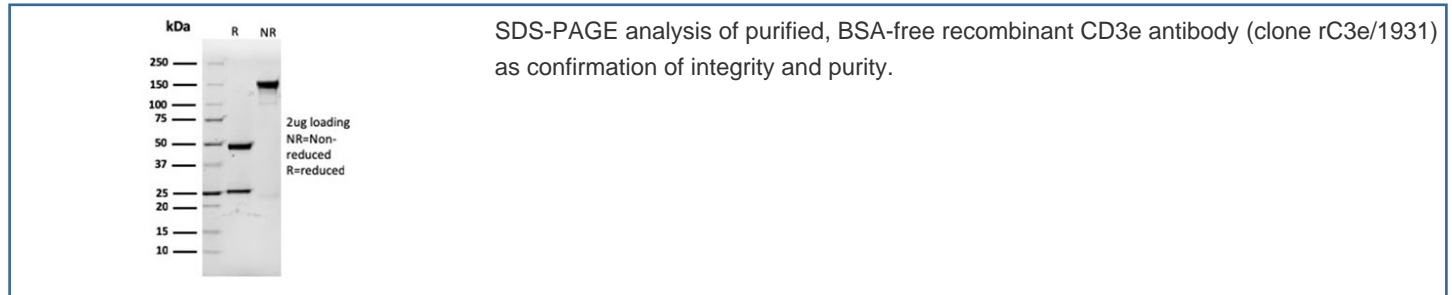 kDa
R NR
250
150
100
75
50
37
25
20
15
10
2ug loading
NR=Non-
reduced
R=reduced
SDS-PAGE analysis of purified, BSA-free recombinant CD3e antibody (clone rC3e/1931)
as confirmation of integrity and purity.